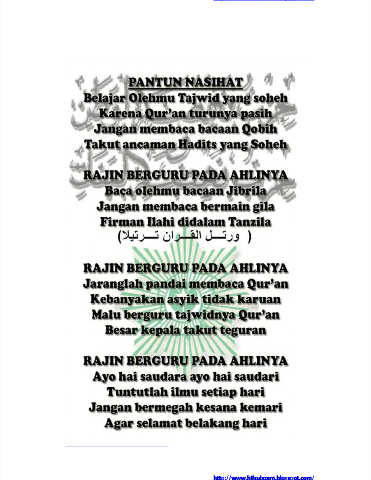 PANTUN NASIHAT
Belajar Olehmu Tajwid yang soheh
Karena Qur'an turunya pasih
Jangan membaca bacaan Qobih
Takut ancaman Hadits yang Soheh
RAJIN BERGURU PADA AHLINYA
Baca olehmu bacaan Jibrila
Jangan membaca bermain gila
Firman Ilahi didalam Tanzila
( ورتــل القــران تــرتيلا)
RAJIN BERGURU PADA AHLINYA
Jaranglah pandai membaca Qur'an
Kebanyakan asyik tidak karuan
Malu berguru tajwidnya Qur'an
Besar kepala takut teguran
RAJIN BERGURU PADA AHLINYA
Ayo hai saudara ayo hai saudari
Tuntutlah ilmu setiap hari
Jangan bermegah kesana kemari
Agar selamat belakang hari